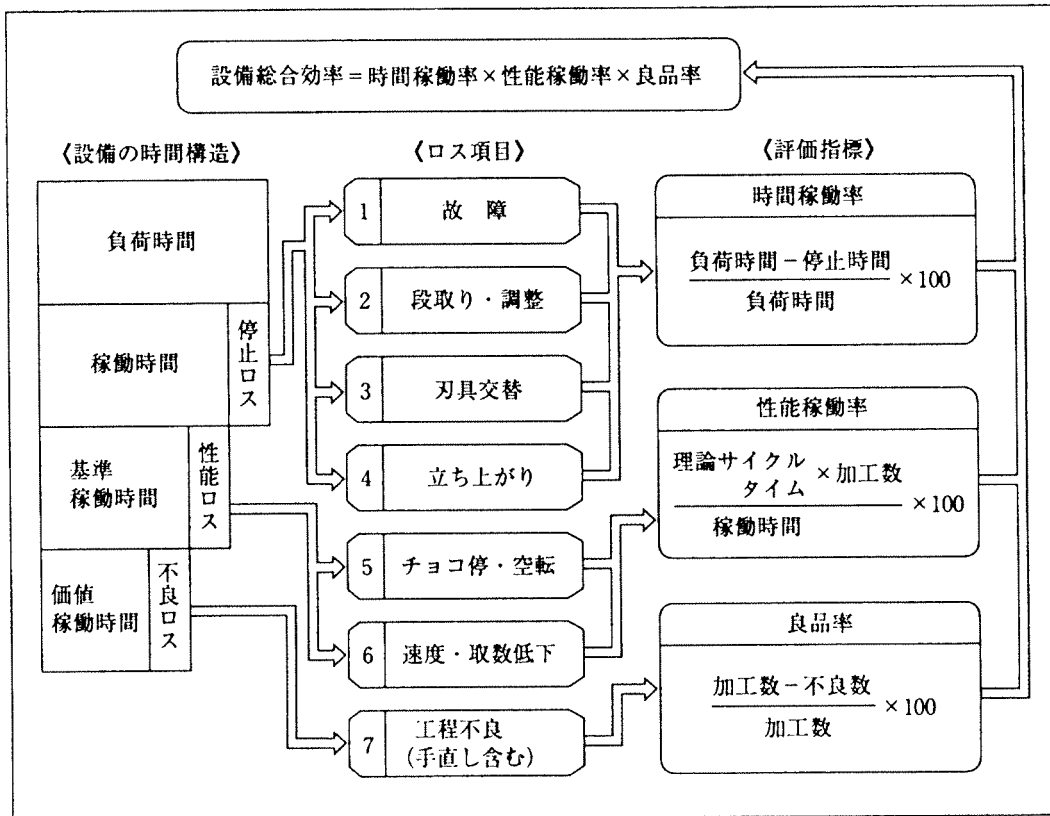 設備総合効率=時間稼働率×性能稼働率×良品率
〈設備の時間構造〉
負荷時間
稼働時間
停止ロス
基準
稼働時間
性能ロス
価値
稼働時間
不良ロス
〈ロス項目〉
1 故 障
2 段取り・調整
3 刃具交替
4 立ち上がり
5 チョコ停・空転
6 速度・取数低下
7 工程不良
(手直し含む)
〈評価指標〉
時間稼働率
負荷時間-停止時間
負荷時間
×100
性能稼働率
理論サイクル
タイム
×加工数
稼働時間
×100
良品率
加工数-不良数
加工数
×100